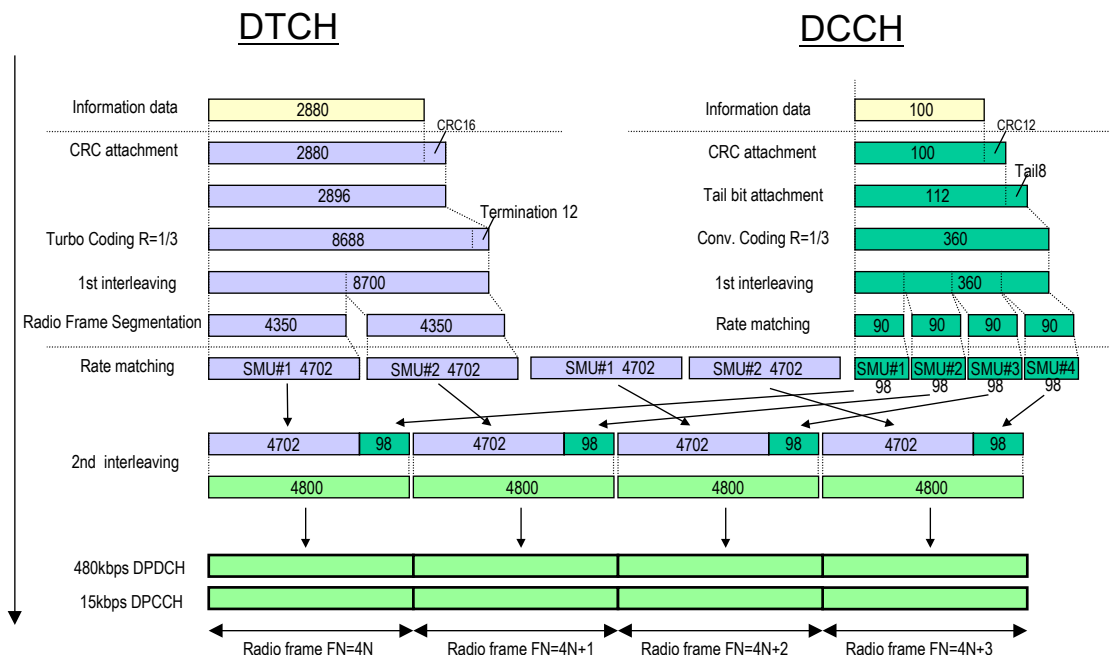 DTCH DCCH
Information data 2880 Information data 100
CRC16 CRC12
CRC attachment 2880 CRC attachment 100
Tail8
2896 Tail bit attachment 112
Termination 12
Turbo Coding R=1/3 8688 Conv. Coding R=1/3 360
1st interleaving 8700 1st interleaving 360
Radio Frame Segmentation 4350 4350 Rate matching 90 90 90 90
Rate matching SMU#1 4702 SMU#2 4702 SMU#1 4702 SMU#2 4702 SMU#1 SMU#2 SMU#3 SMU#4
98 98 98 98
4702 98 4702 98 4702 98 4702 98
2nd interleaving
4800 4800 4800 4800
480kbps DPDCH
15kbps DPCCH
Radio frame FN=4N Radio frame FN=4N+1 Radio frame FN=4N+2 Radio frame FN=4N+3